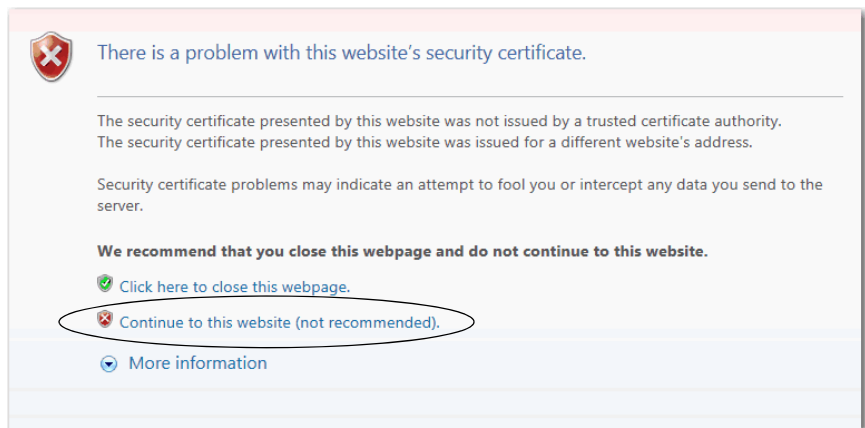 There is a problem with this website's security certificate.
The security certificate presented by this website was not issued by a trusted certificate authority.
The security certificate presented by this website was issued for a different website's address.
Security certificate problems may indicate an attempt to fool you or intercept any data you send to the
server.
We recommend that you close this webpage and do not continue to this website.
Click here to close this webpage.
Continue to this website (not recommended).
More information